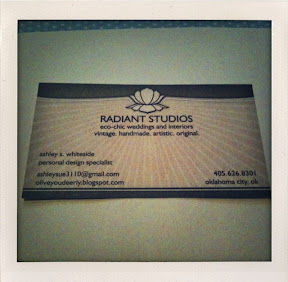 RADIANT STUDIOS
eco-chic weddings and interiors
vintage. handmade. artistic. original.
ashley a. whiteside
personal design specialist
ashleysue3110@gmail.com
oliveyoudeerly.blogspot.com
405.626.8301
oklahoma city, ok